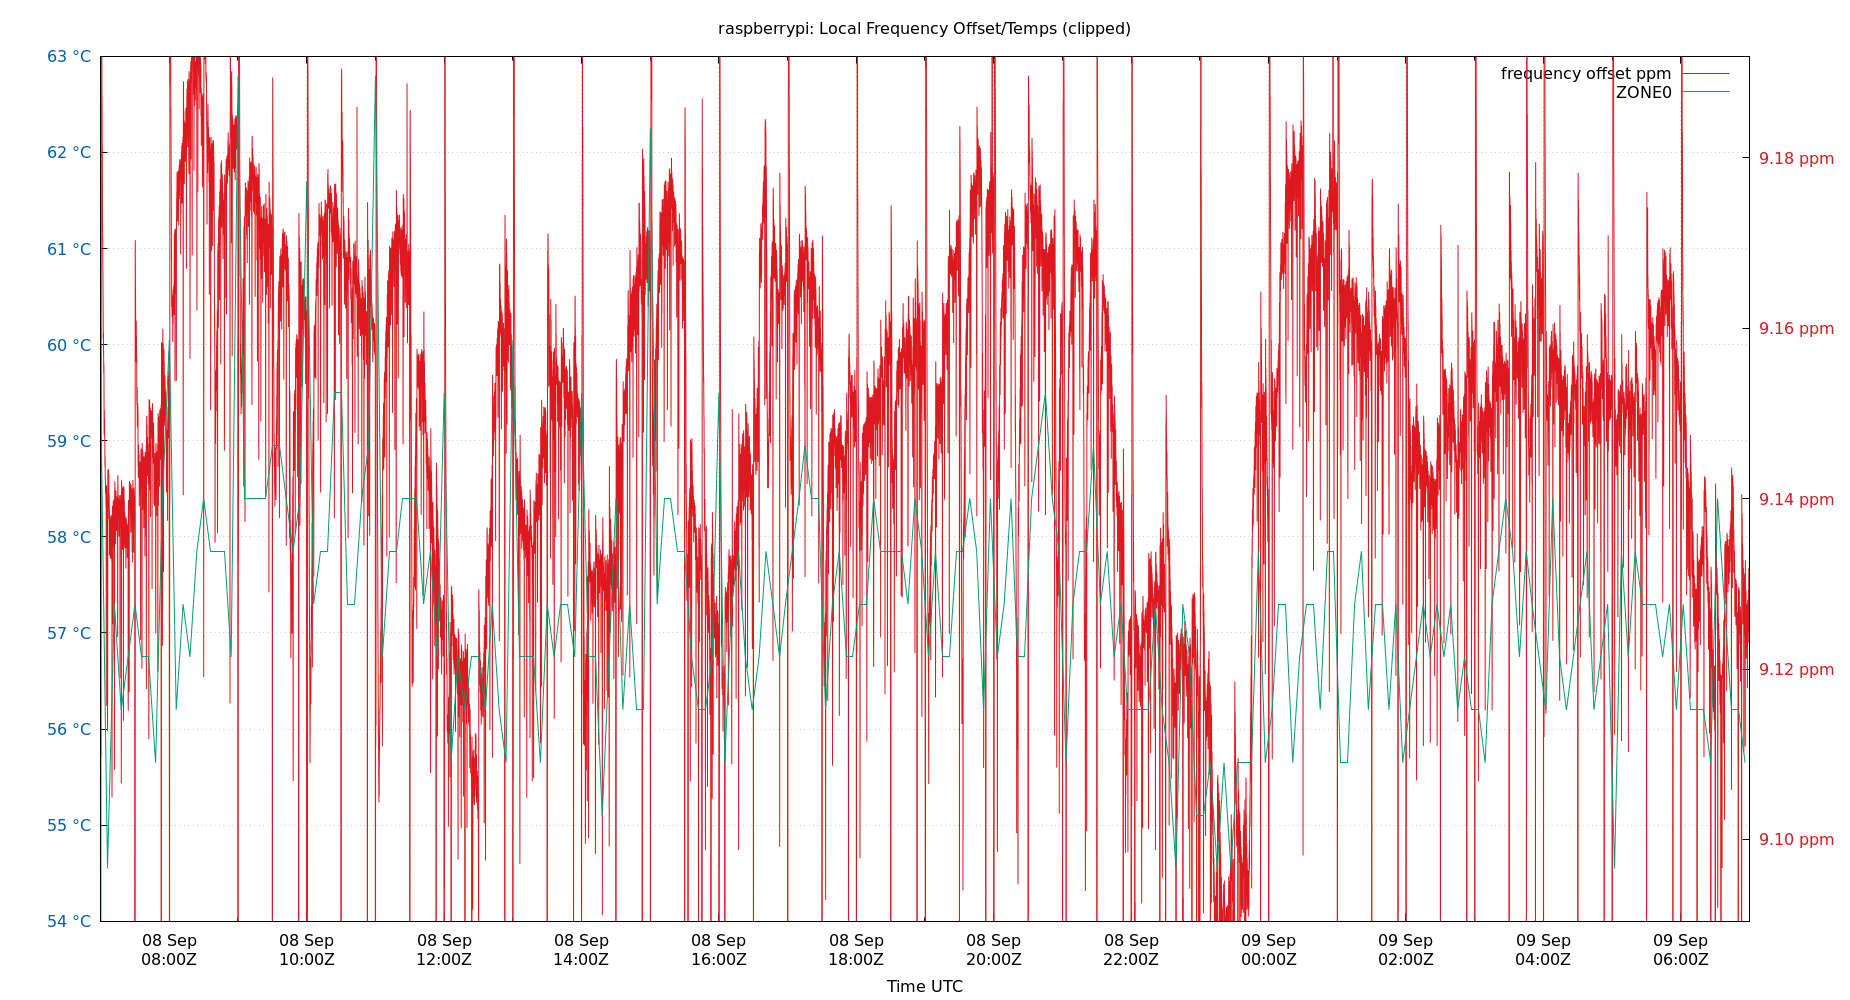 raspberrypi: Local Frequency Offset/Temps (clipped)
63 °C
62 °C
61 °C
60 °C
59 °C
58 °C
57 °C
56 °C
55 °C
54 °C
frequency offset ppm
ZONE0
9.18 ppm
9.16 ppm
9.14 ppm
9.12 ppm
9.10 ppm
08 Sep 08 Sep 08 Sep 08 Sep 08 Sep 08 Sep 08 Sep 08 Sep 09 Sep 09 Sep 09 Sep 09 Sep
08:00Z 10:00Z 12:00Z 14:00Z 16:00Z 18:00Z 20:00Z 22:00Z 00:00Z 02:00Z 04:00Z 06:00Z
Time UTC